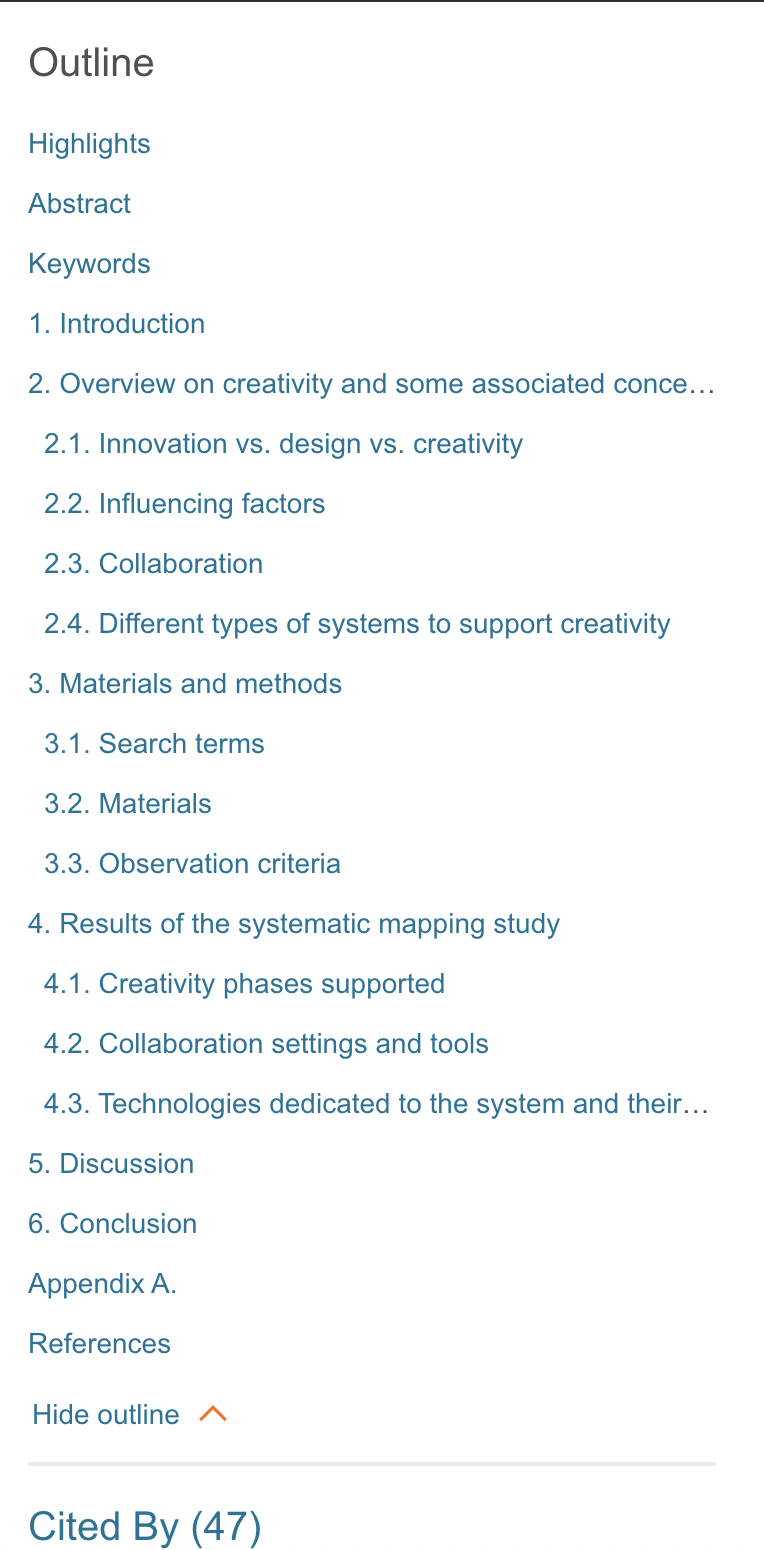 Outline
Highlights
Abstract
Keywords
1. Introduction
2. Overview on creativity and some associated conce…
2.1. Innovation vs. design vs. creativity
2.2. Influencing factors
2.3. Collaboration
2.4. Different types of systems to support creativity
3. Materials and methods
3.1. Search terms
3.2. Materials
3.3. Observation criteria
4. Results of the systematic mapping study
4.1. Creativity phases supported
4.2. Collaboration settings and tools
4.3. Technologies dedicated to the system and their…
5. Discussion
6. Conclusion
Appendix A.
References
Hide outline
Cited By (47)